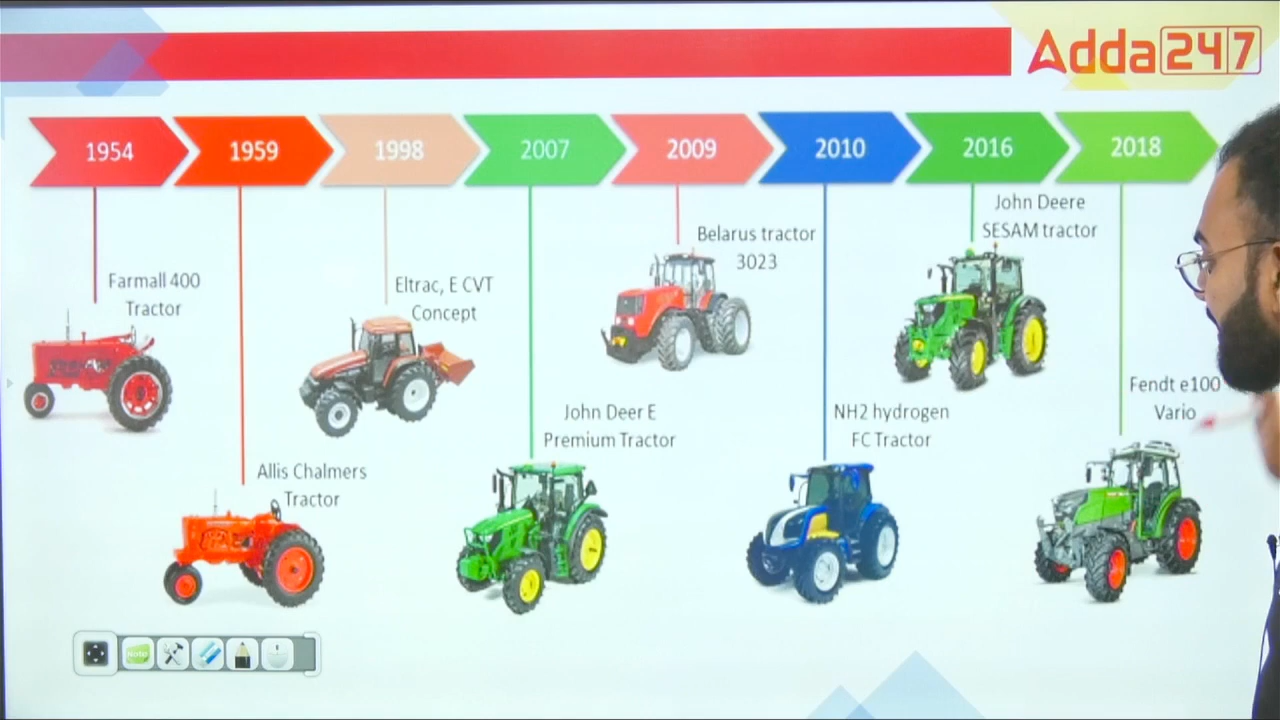 Adda247
1954
1959
1998
2007
2009
2010
2016
2018
Farmall 400
Tractor
Allis Chalmers
Tractor
Eltrac, E CVT
Concept
John Deer E
Premium Tractor
Belarus tractor
3023
NH2 hydrogen
FC Tractor
John Deere
SESAM tractor
Fendt e100
Vario
Note